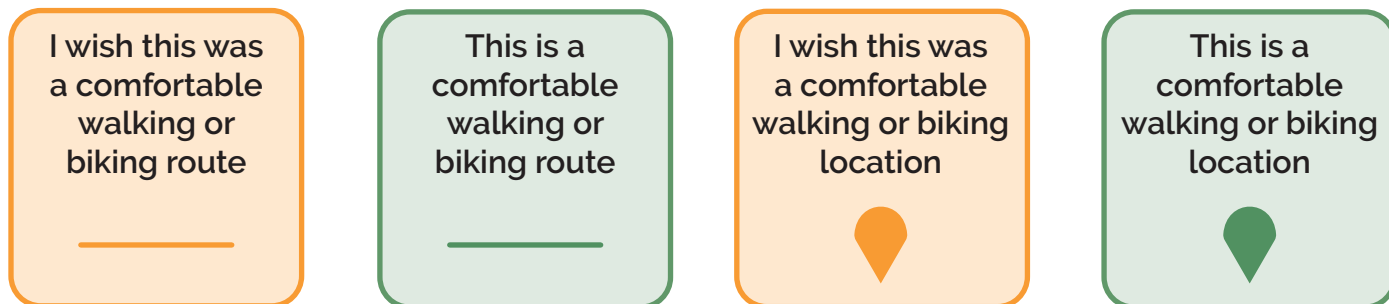 I wish this was
a comfortable
walking or
biking route
This is a
comfortable
walking or
biking route
I wish this was
a comfortable
walking or biking
location
This is a
comfortable
walking or biking
location